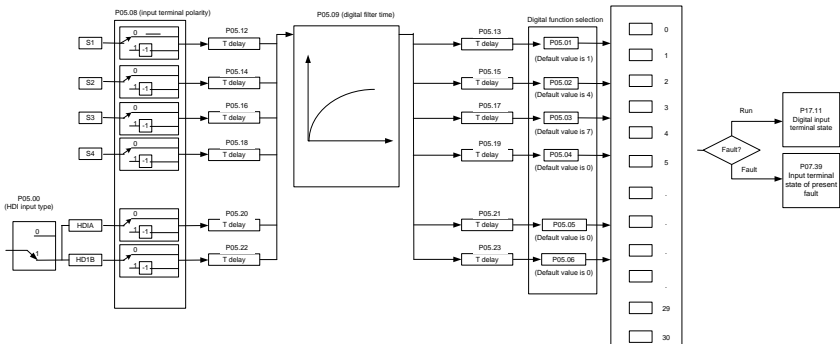 P05.08 (input terminal polarity)
P05.12
P05.09 (digital filter time)
P05.13
Digital function selection
S1
0
1
-1
T delay
T delay
P05.01
(Default value is 1)
0
1
P05.14
P05.15
S2
0
1
-1
T delay
T delay
P05.02
(Default value is 4)
2
P05.16
P05.17
S3
0
1
-1
T delay
T delay
P05.03
(Default value is 7)
3
4
P05.18
P05.19
S4
0
1
-1
T delay
T delay
P05.04
(Default value is 0)
5
Run
P17.11
Digital input
terminal state
Fault?
Fault
P07.39
Input terminal
state of present
fault
P05.00
(HDI input type)
0
1
HDIA
0
1
-1
P05.20
T delay
P05.21
T delay
P05.05
(Default value is 0)
.
.
HD1B
0
1
-1
P05.22
T delay
P05.23
T delay
P05.06
(Default value is 0)
.
.
29
30